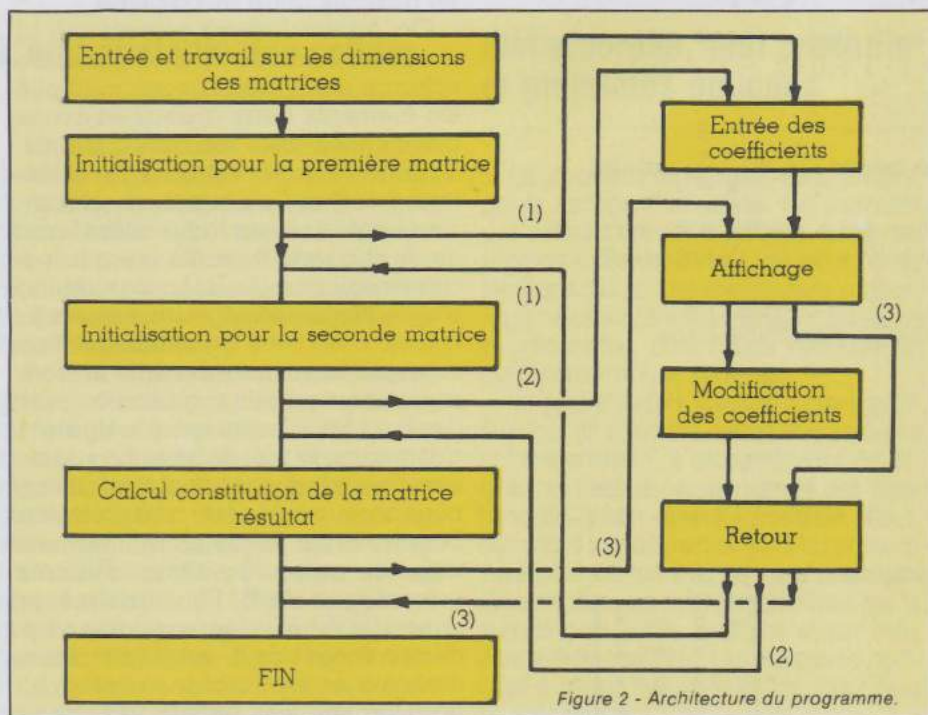 Entrée et travail sur les dimensions
des matrices
Initialisation pour la première matrice
(1)
(1)
Initialisation pour la seconde matrice
(2)
Calcul constitution de la matrice
résultat
(3)
(3)
FIN
Entrée des
coefficients
Affichage
(3)
Modification
des coefficients
Retour
(2)
Figure 2 - Architecture du programme.